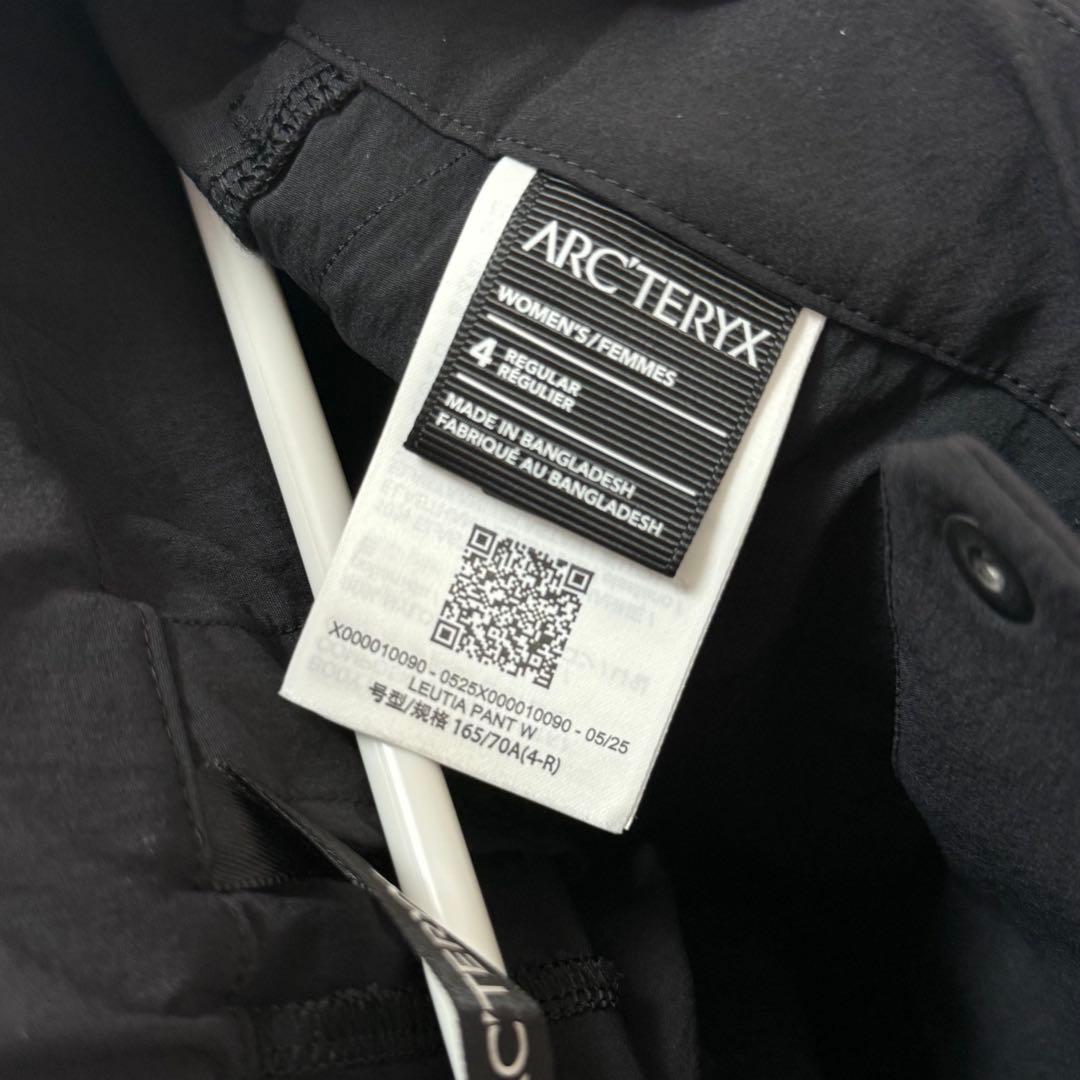 ARC'TERYX
WOMEN'S/FEMMES
4 REGULAR
RÉGULIER
MADE IN BANGLADESH
FABRIQUÉ AU BANGLADESH
X000010090 - 0525X000010090 - 05/25
LEUTIA PANT W
号型/规格 165/70A(4-R)
C'TER